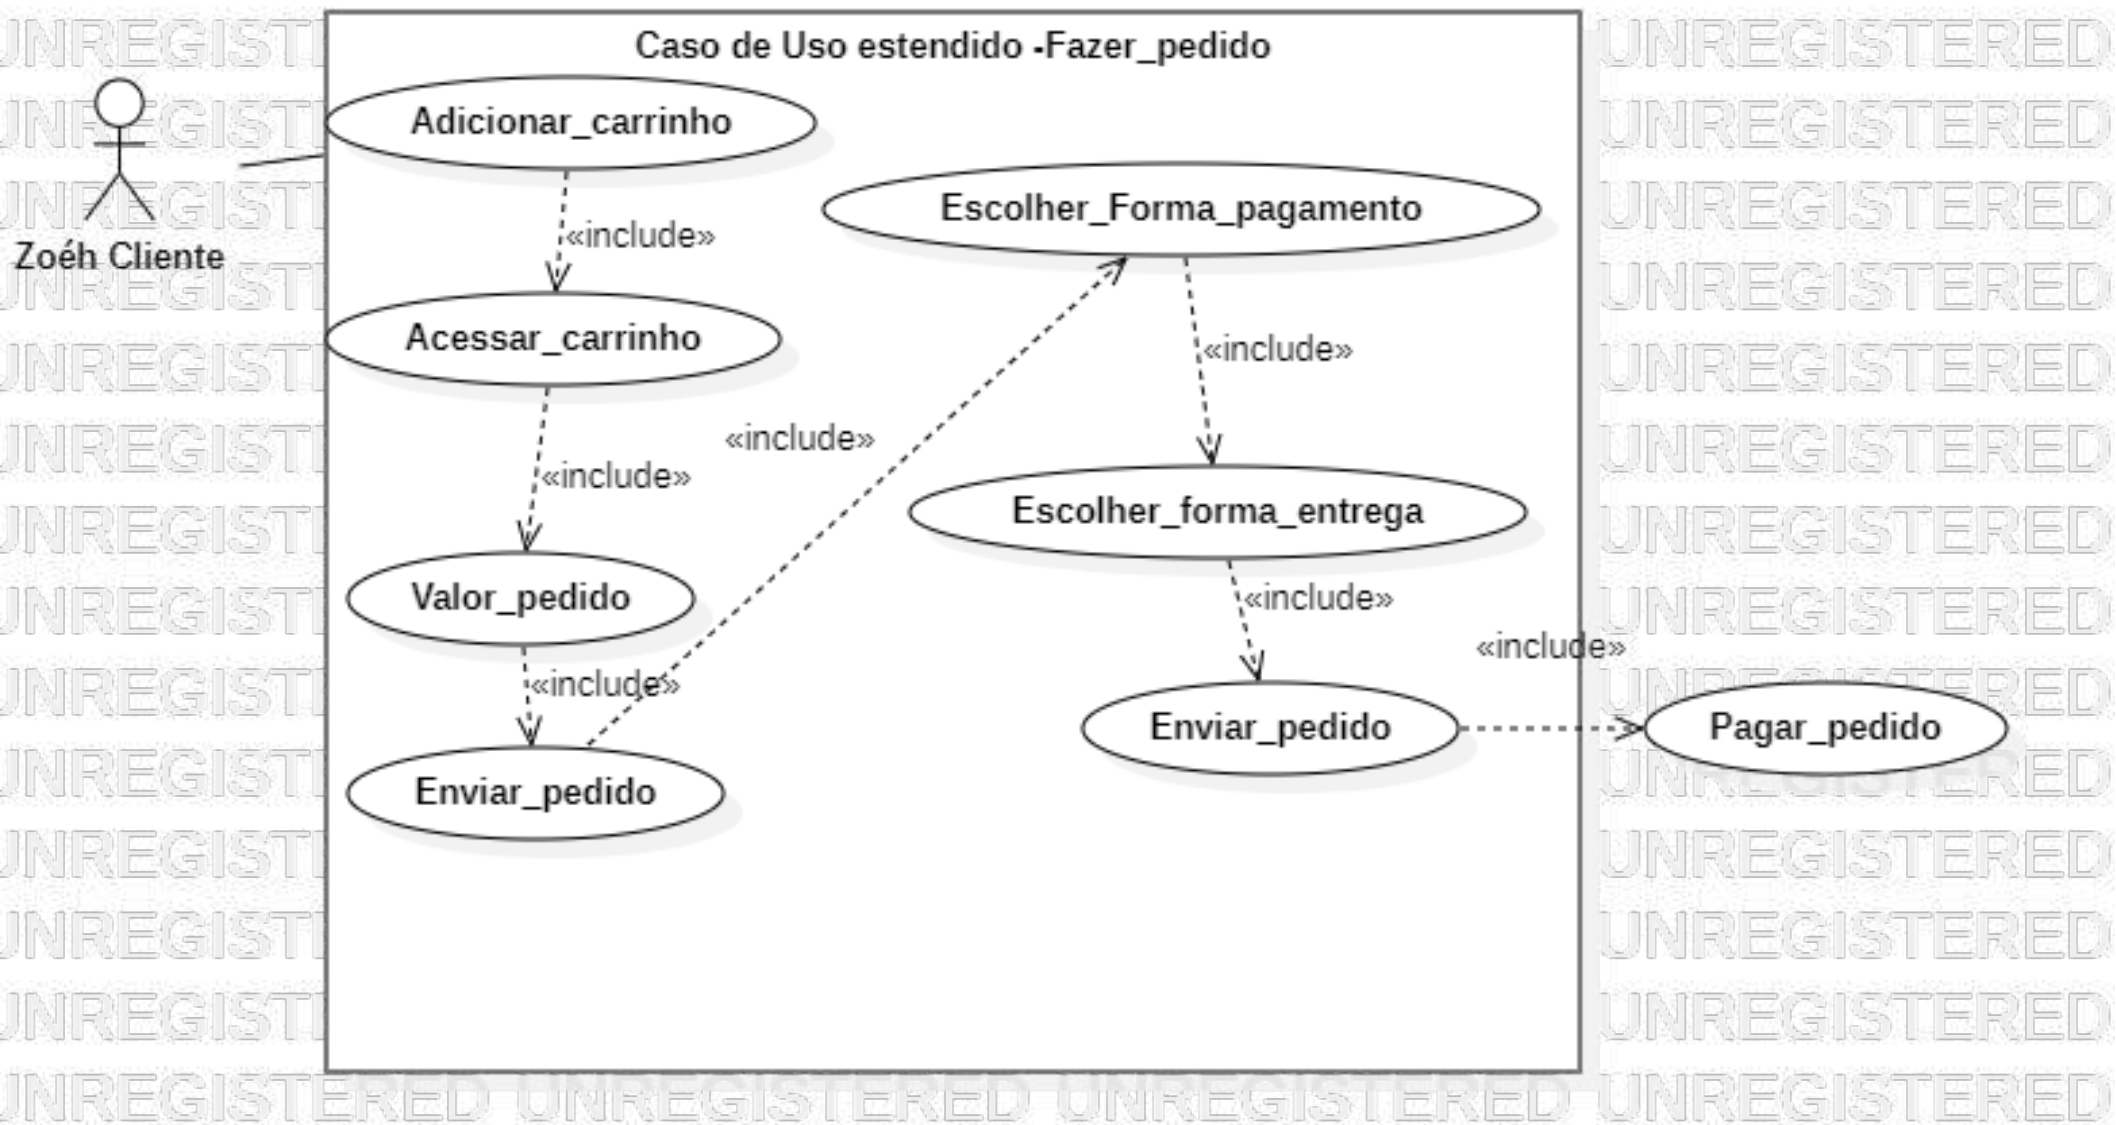 Caso de Uso estendido -Fazer_pedido
Adicionar_carrinho
Zoéh Cliente
«include»
Acessar_carrinho
«include»
Valor_pedido
«include»
Enviar_pedido
«include»
Escolher_Forma_pagamento
«include»
Escolher_forma_entrega
«include»
Enviar_pedido
«include»
Pagar_pedido
UNREGISTERED UNREGISTERED UNREGISTERED UNREGISTERED